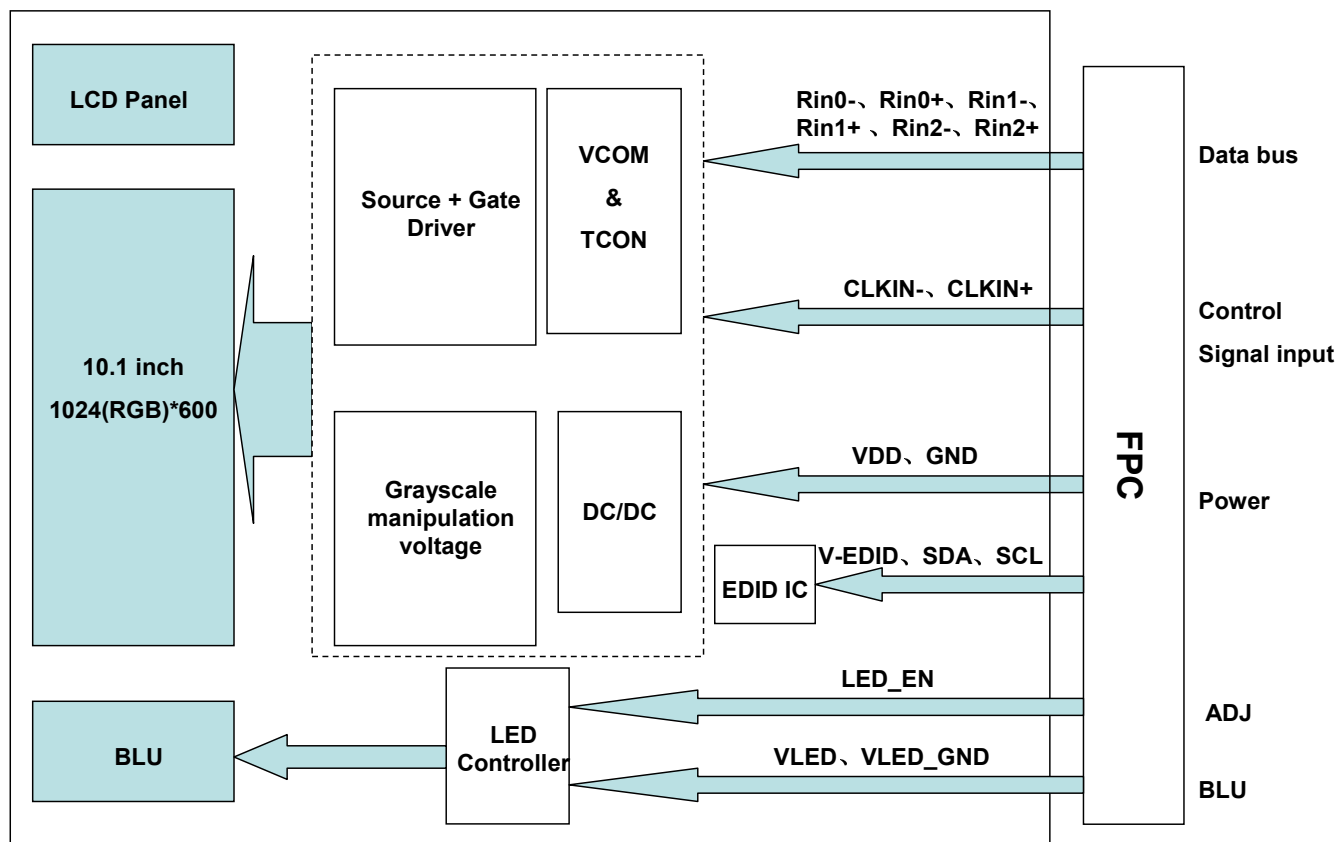 LCD Panel
10.1 inch
1024(RGB)*600
BLU
Source + Gate
Driver
VCOM
&
TCON
Grayscale
manipulation
voltage
DC/DC
EDID IC
LED
Controller
Rin0-、Rin0+、Rin1-、
Rin1+ 、Rin2-、Rin2+
CLKIN-、CLKIN+
VDD、GND
V-EDID、SDA、SCL
LED_EN
VLED、VLED_GND
FPC
Data bus
Control
Signal input
Power
ADJ
BLU